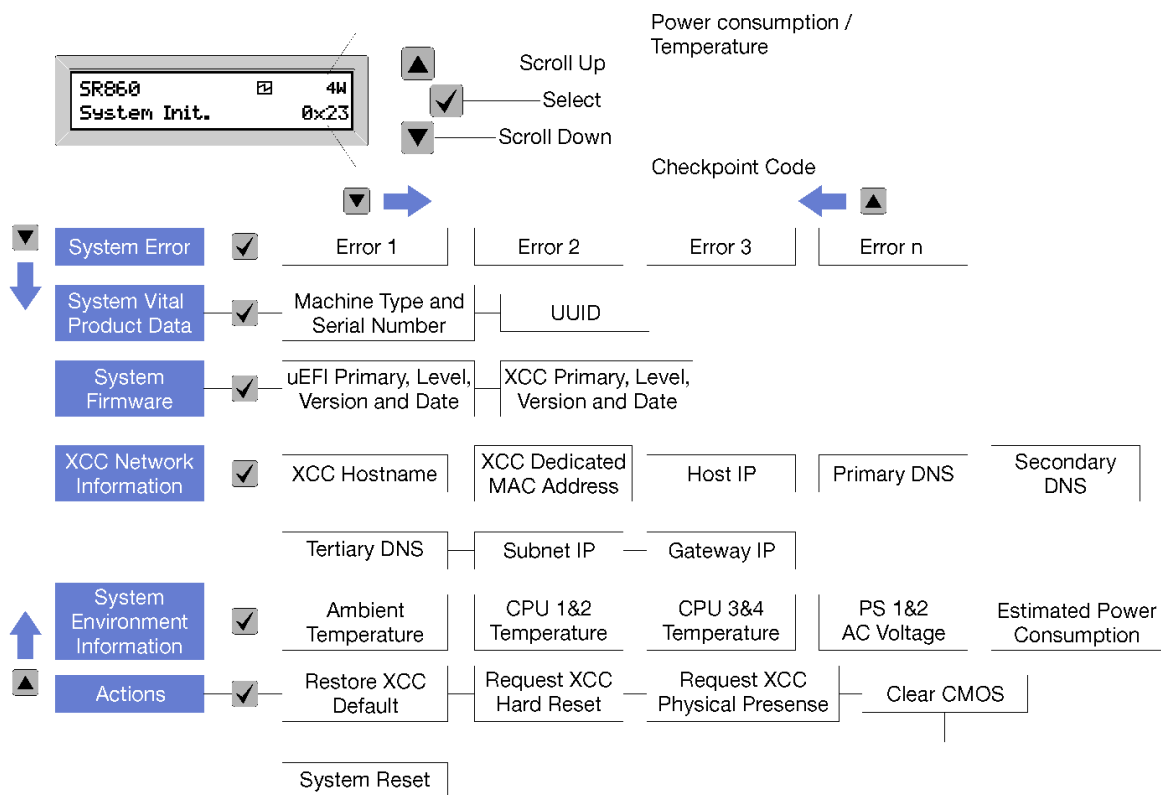 Power consumption /
Temperature
SR860 4W
System Init. 0x23
Scroll Up
Select
Scroll Down
Checkpoint Code
System Error
Error 1
Error 2
Error 3
Error n
System Vital
Product Data
Machine Type and
Serial Number
UUID
System
Firmware
uEFI Primary, Level,
Version and Date
XCC Primary, Level,
Version and Date
XCC Network
Information
XCC Hostname
XCC Dedicated
MAC Address
Host IP
Primary DNS
Secondary
DNS
Tertiary DNS
Subnet IP
Gateway IP
System
Environment
Information
Ambient
Temperature
CPU 1&2
Temperature
CPU 3&4
Temperature
PS 1&2
AC Voltage
Estimated Power
Consumption
Actions
Restore XCC
Default
Request XCC
Hard Reset
Request XCC
Physical Presense
Clear CMOS
System Reset